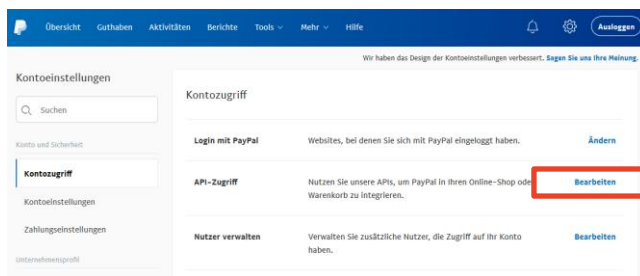 Übersicht Guthaben Aktivitäten Berichte Tools Mehr Hilfe Ausloggen
Wir haben das Design der Kontoeinstellungen verbessert. Sagen Sie uns Ihre Meinung.
Kontoeinstellungen
Suchen
Konto und Sicherheit
Kontozugriff
Kontoeinstellungen
Zahlungseinstellungen
Unternehmensprofil
Kontozugriff
Login mit PayPal Websites, bei denen Sie sich mit PayPal eingeloggt haben. Ändern
API-Zugriff Nutzen Sie unsere APIs, um PayPal in Ihren Online-Shop ode Bearbeiten
Warenkorb zu integrieren.
Nutzer verwalten Verwalten Sie zusätzliche Nutzer, die Zugriff auf Ihr Konto Bearbeiten
haben.